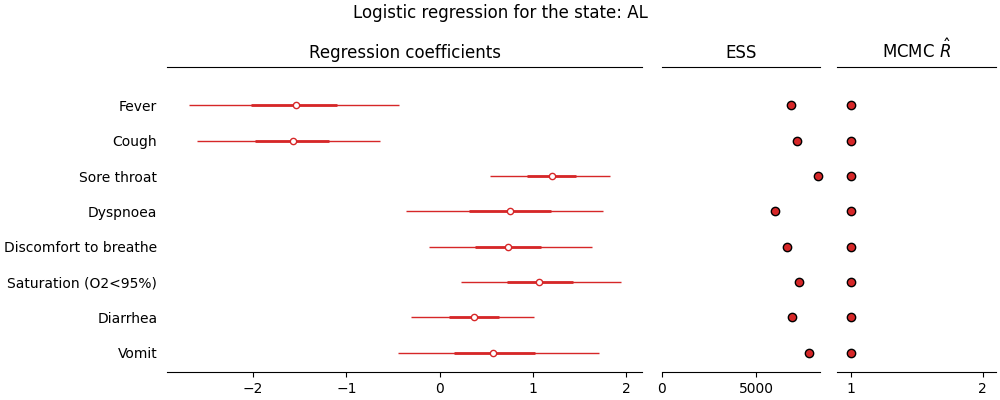 Logistic regression for the state: AL
Regression coefficients ESS MCMC R̂
Fever
Cough
Sore throat
Dyspnoea
Discomfort to breathe
Saturation (O2<95%)
Diarrhea
Vomit
−2 −1 0 1 2 0 5000 1 2